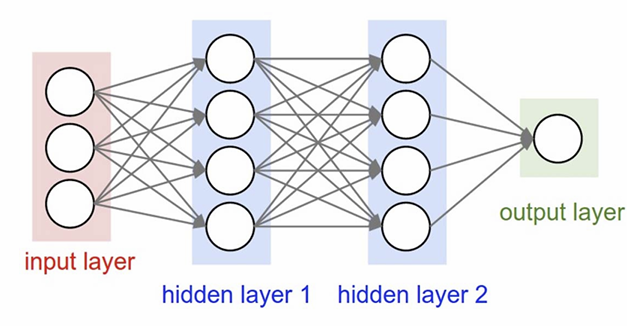 output layer
input layer
hidden layer 1
hidden layer 2